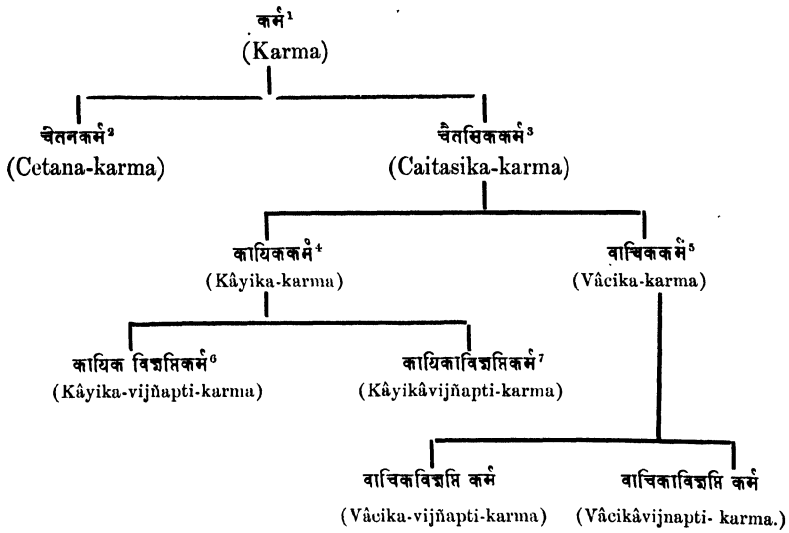 कर्म¹
(Karma)
चेतनकर्म²
चैतसिककर्म³
(Cetana-karma)
(Caitasika-karma)
कायिककर्म⁴
वाचिककर्म⁵
(Kâyika-karma)
(Vâcika-karma)
कायिक विज्ञप्तिकर्म⁶
कायिकाविज्ञप्तिकर्म⁷
(Kâyika-vijñapti-karma)
(Kâyikâvijñapti-karma)
वाचिकविज्ञप्ति कर्म
वाचिकाविज्ञप्ति कर्म
(Vâcika-vijñapti-karma)
(Vâcikâvijnapti- karma.)